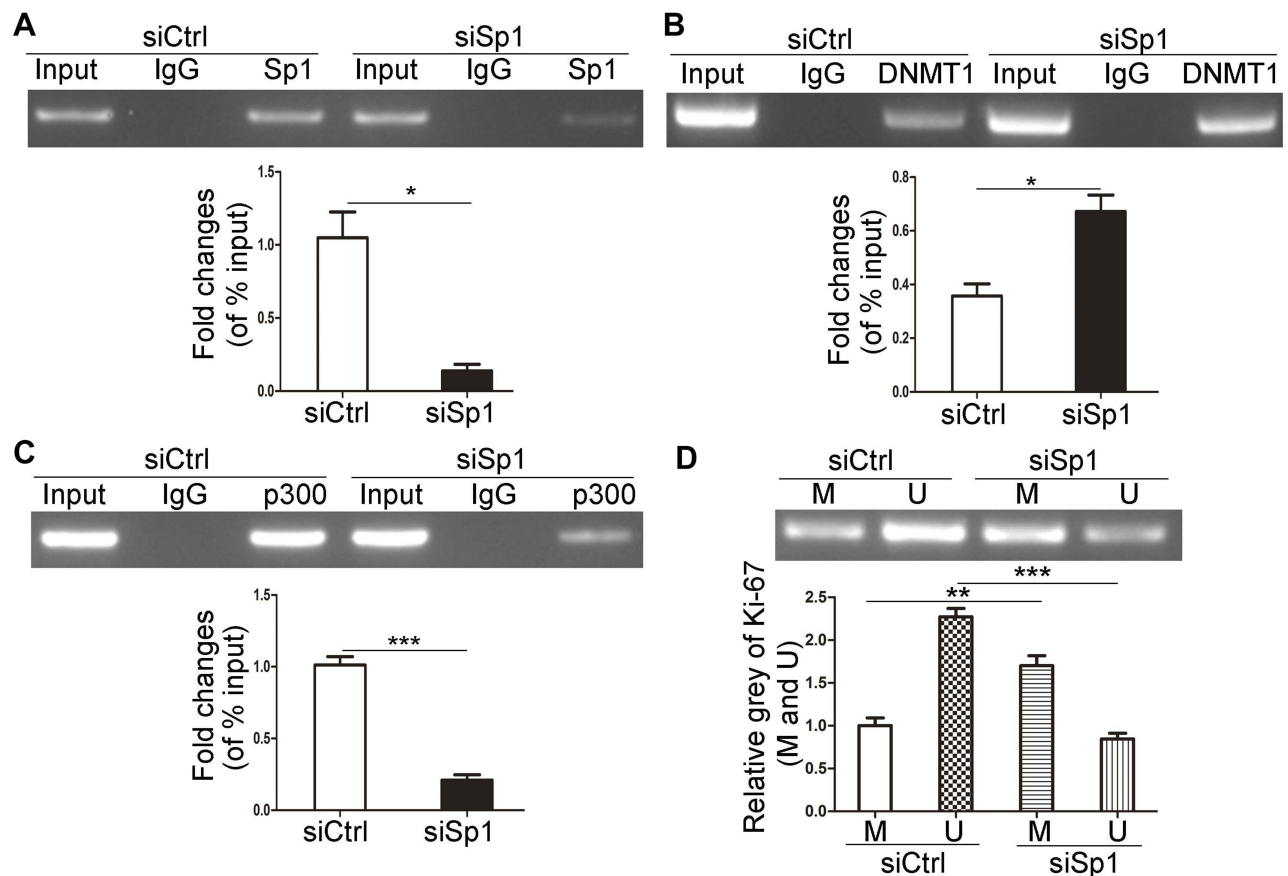 A
siCtrl siSp1
Input IgG Sp1 Input IgG Sp1
Fold changes
(of % input)
1.5
1.0
0.5
0.0
*
siCtrl siSp1
B
siCtrl siSp1
Input IgG DNMT1 Input IgG DNMT1
Fold changes
(of % input)
0.8
0.6
0.4
0.2
0.0
*
siCtrl siSp1
C
siCtrl siSp1
Input IgG p300 Input IgG p300
Fold changes
(of % input)
1.5
1.0
0.5
0.0
***
siCtrl siSp1
D
siCtrl siSp1
M U M U
Relative grey of Ki-67
(M and U)
2.5
2.0
1.5
1.0
0.5
0.0
***
**
M U M U
siCtrl siSp1